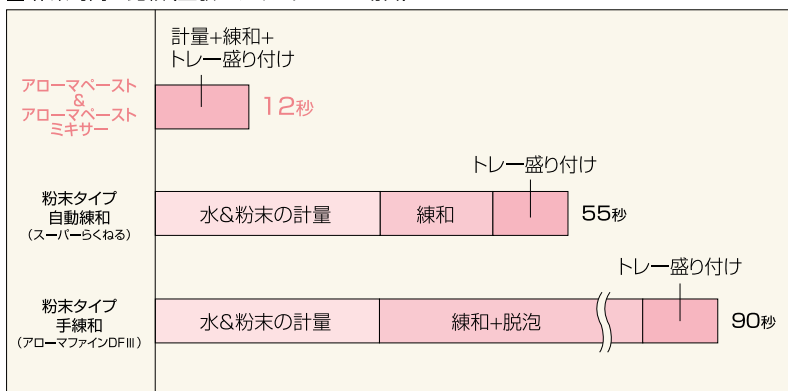 計量+練和+
トレー盛り付け
アローマペースト
&
アローマペースト
ミキサー
12秒
トレー盛り付け
粉末タイプ
自動練和
(スーパーらくねる)
水&粉末の計量
練和
55秒
トレー盛り付け
粉末タイプ
手練和
(アローマファインDFⅢ)
水&粉末の計量
練和+脱泡
90秒